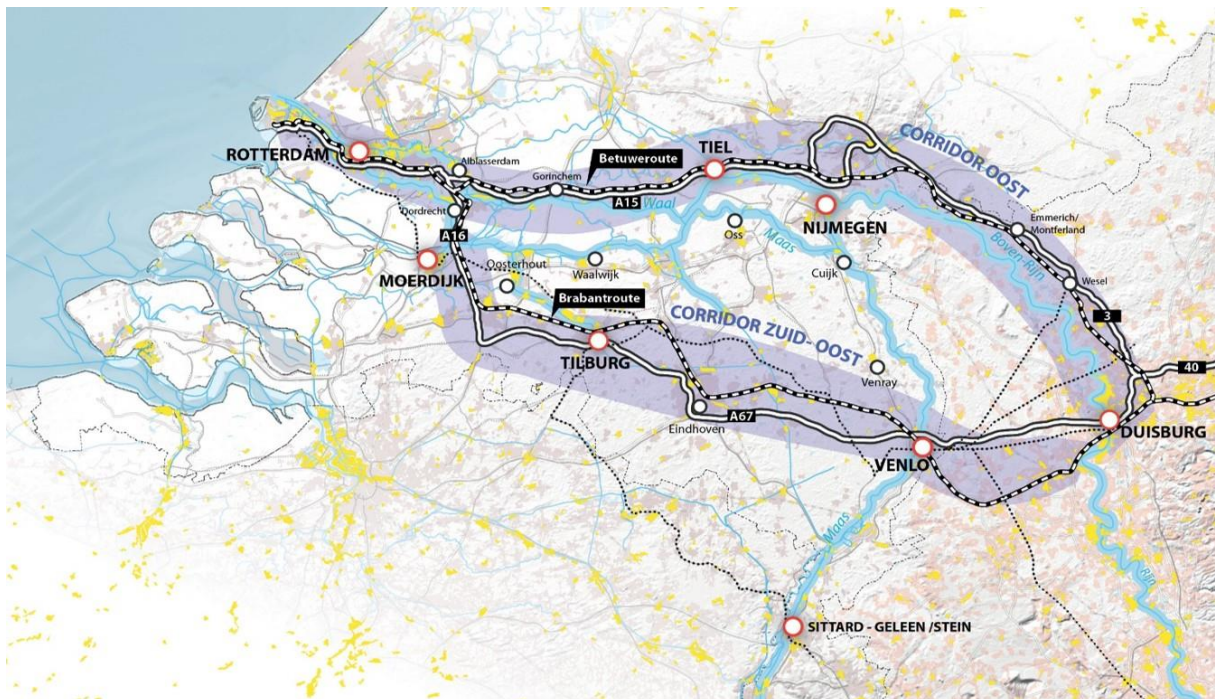 ROTTERDAM
Alblasserdam
Gorinchem
Betuweroute
TIEL
CORRIDOR OOST
A15
Waal
Dordrecht
A16
MOERDIJK
Oosterhout
Waalwijk
Oss
Maas
NIJMEGEN
Cuijk
Boven Rijn
Emmerich/
Montferland
Wesel
3
Brabantroute
CORRIDOR ZUID- OOST
TILBURG
Venray
40
Eindhoven
A67
VENLO
DUISBURG
Maas
Rijn
SITTARD - GELEEN /STEIN